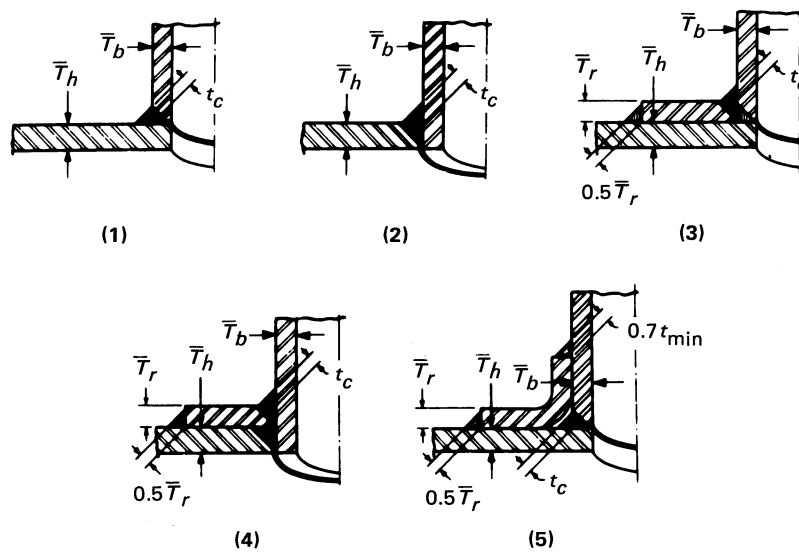 T̿b
T̿h
tc
(1)
T̿b
T̿h
tc
(2)
T̿b
T̿r
T̿h
0.5T̿r
(3)
T̿b
T̿r
T̿h
tc
0.5T̿r
(4)
0.7tmin
T̿r
T̿h
T̿b
tc
0.5T̿r
(5)